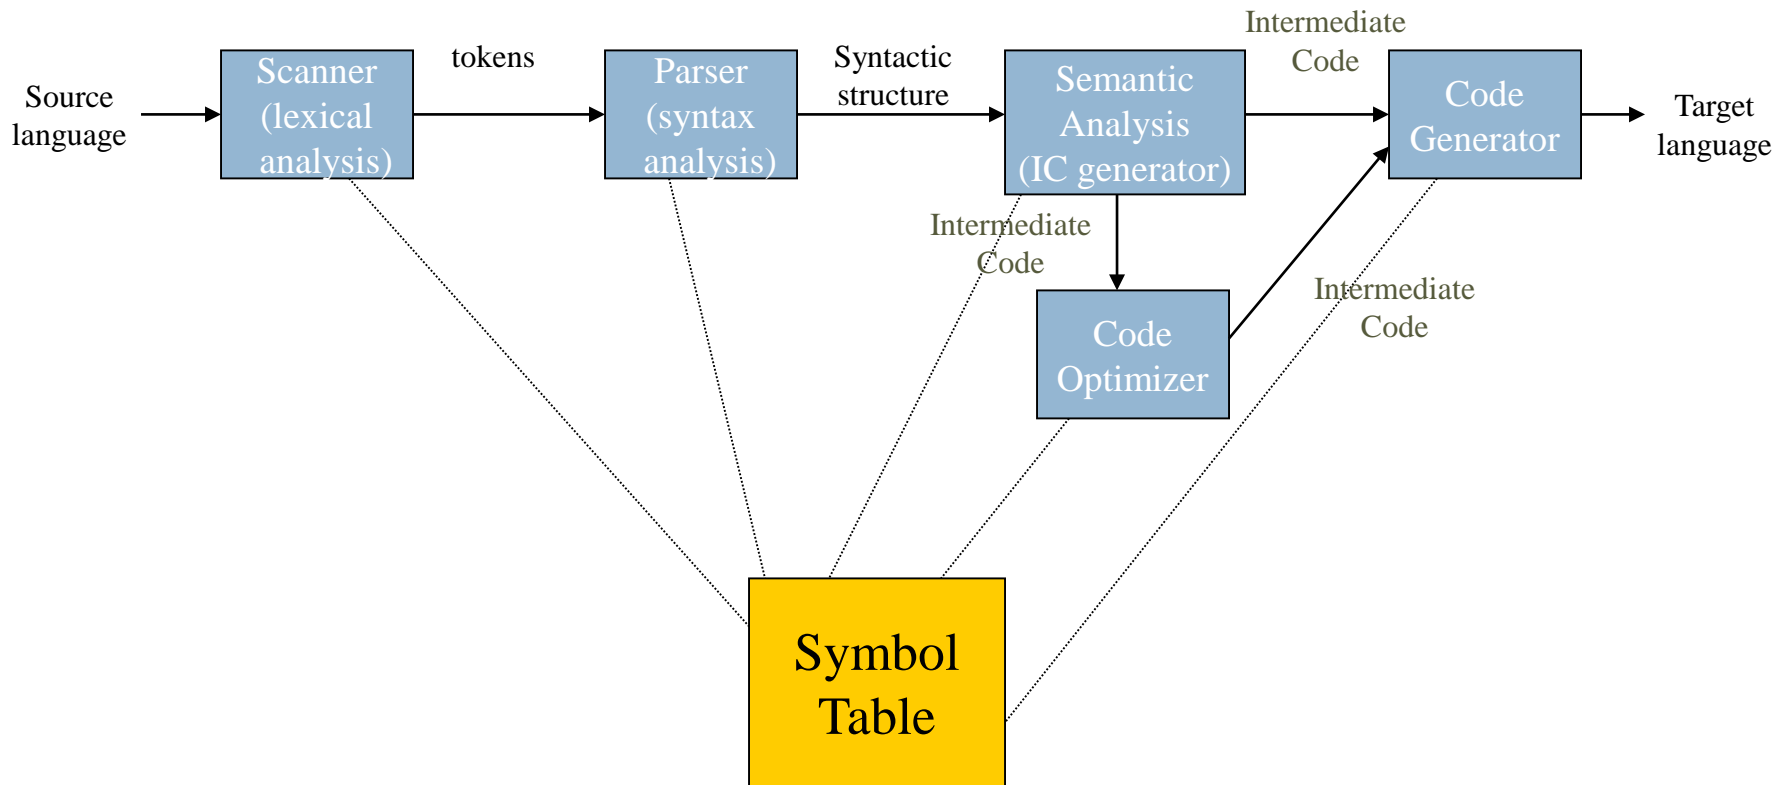 Source
language
Scanner
(lexical
analysis)
tokens
Parser
(syntax
analysis)
Syntactic
structure
Semantic
Analysis
(IC generator)
Intermediate
Code
Code
Generator
Target
language
Intermediate
Code
Code
Optimizer
Intermediate
Code
Symbol
Table